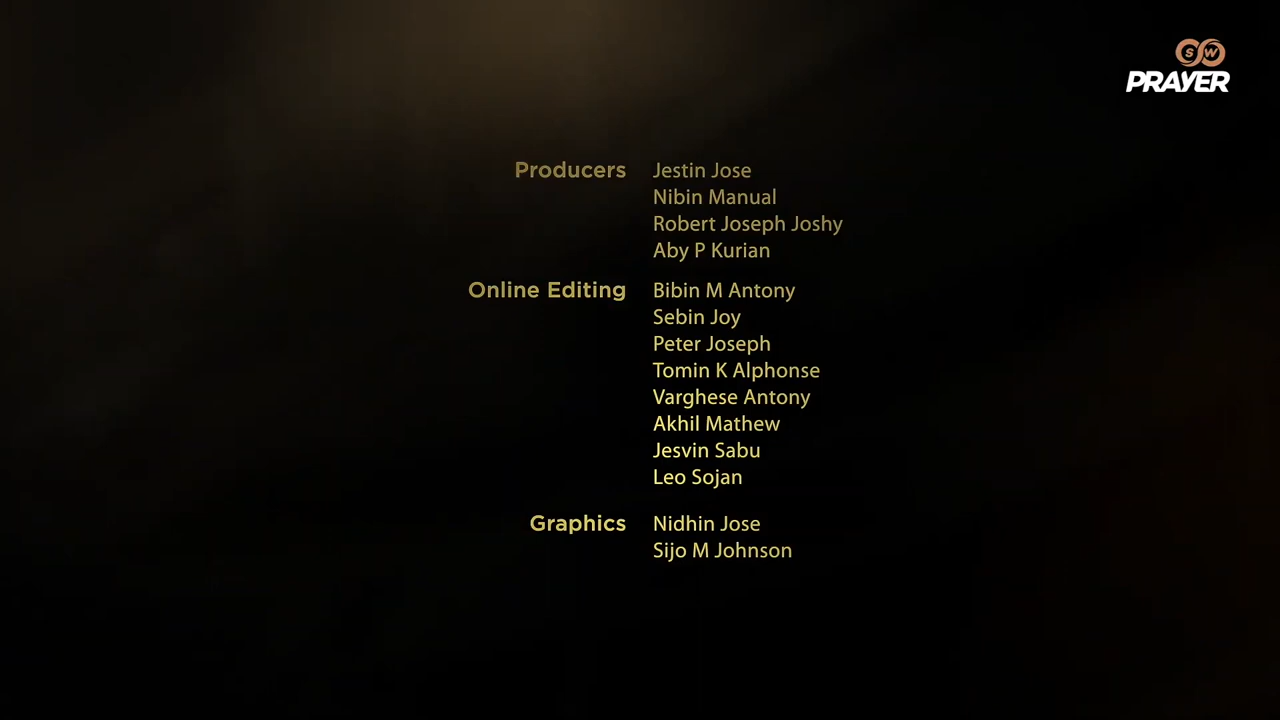 SW
PRAYER
Producers Jestin Jose
Nibin Manual
Robert Joseph Joshy
Aby P Kurian
Online Editing Bibin M Antony
Sebin Joy
Peter Joseph
Tomin K Alphonse
Varghese Antony
Akhil Mathew
Jesvin Sabu
Leo Sojan
Graphics Nidhin Jose
Sijo M Johnson